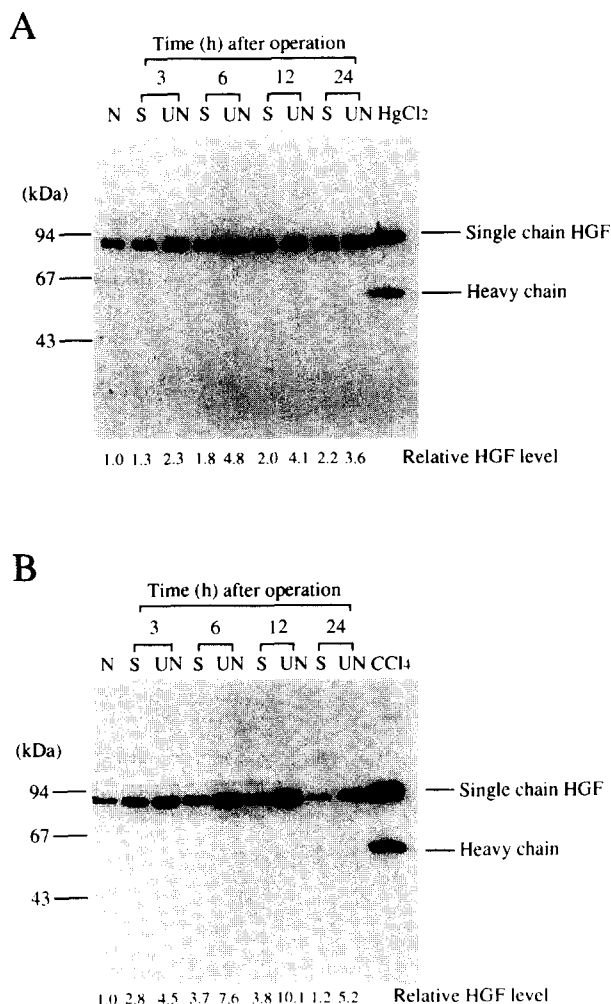 A
Time (h) after operation
3 6 12 24
N S UN S UN S UN S UN HgCl2
(kDa)
94
Single chain HGF
67
Heavy chain
43
1.0 1.3 2.3 1.8 4.8 2.0 4.1 2.2 3.6 Relative HGF level
B
Time (h) after operation
3 6 12 24
N S UN S UN S UN S UN CCl4
(kDa)
94
Single chain HGF
67
Heavy chain
43
1.0 2.8 4.5 3.7 7.6 3.8 10.1 1.2 5.2 Relative HGF level